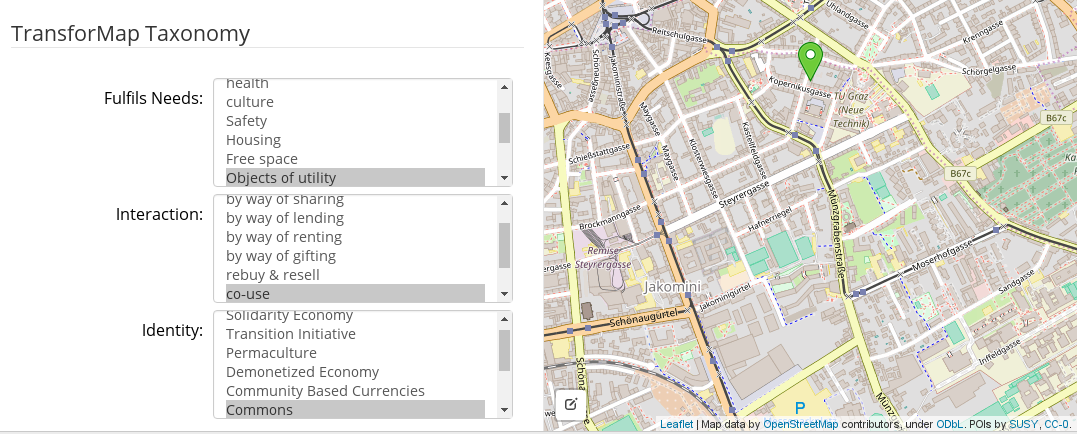 TransforMap Taxonomy
Fulfils Needs:
health
culture
Safety
Housing
Free space
Objects of utility
Interaction:
by way of sharing
by way of lending
by way of renting
by way of gifting
rebuy & resell
co-use
Identity:
Solidarity Economy
Transition Initiative
Permaculture
Demonetized Economy
Community Based Currencies
Commons
Reitschulgasse
Uhlandgasse
Krenngasse
Schörgelgasse
Kopernikusgasse
TU Graz
(Neue
Technik)
B67c
B67c
Jakoministraße
Maygasse
Maygasse
Klosterwiesgasse
Kastellfeldgasse
Schießstattgasse
Steyrergasse
Brockmanngasse
Hafnerriegel
Münzgrabenstraße
Moserhofgasse
Remise
Steyrergasse
Jakomini
Jakominigürtel
Schönaugürtel
Sandgasse
Inffeldgasse
P
Leaflet | Map data by OpenStreetMap contributors, under ODbL. POIs by SUSY, CC-0.